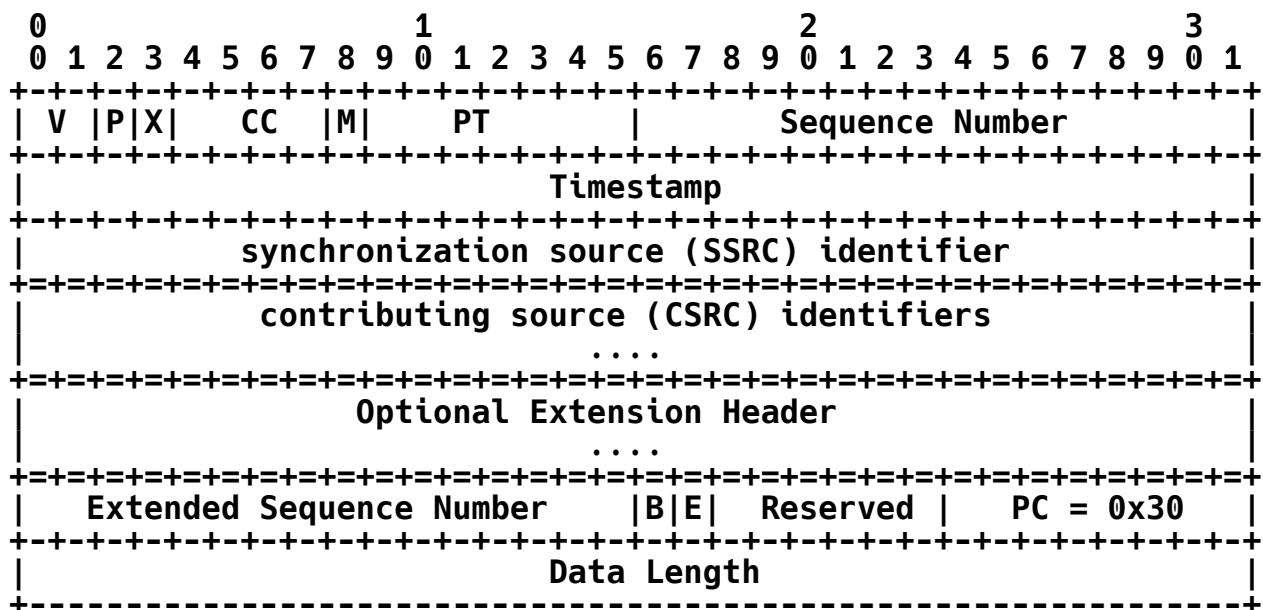 0                   1                   2                   3
 0 1 2 3 4 5 6 7 8 9 0 1 2 3 4 5 6 7 8 9 0 1 2 3 4 5 6 7 8 9 0 1
+-+-+-+-+-+-+-+-+-+-+-+-+-+-+-+-+-+-+-+-+-+-+-+-+-+-+-+-+-+-+-+-+
| V |P|X|   CC  |M|    PT       |       Sequence Number         |
+-+-+-+-+-+-+-+-+-+-+-+-+-+-+-+-+-+-+-+-+-+-+-+-+-+-+-+-+-+-+-+-+
|                           Timestamp                           |
+-+-+-+-+-+-+-+-+-+-+-+-+-+-+-+-+-+-+-+-+-+-+-+-+-+-+-+-+-+-+-+-+
|           synchronization source (SSRC) identifier            |
+=+=+=+=+=+=+=+=+=+=+=+=+=+=+=+=+=+=+=+=+=+=+=+=+=+=+=+=+=+=+=+=+
|            contributing source (CSRC) identifiers             |
|                             ....                              |
+=+=+=+=+=+=+=+=+=+=+=+=+=+=+=+=+=+=+=+=+=+=+=+=+=+=+=+=+=+=+=+=+
|                 Optional Extension Header                     |
|                             ....                              |
+=+=+=+=+=+=+=+=+=+=+=+=+=+=+=+=+=+=+=+=+=+=+=+=+=+=+=+=+=+=+=+=+
|   Extended Sequence Number    |B|E|  Reserved |   PC = 0x30   |
+-+-+-+-+-+-+-+-+-+-+-+-+-+-+-+-+-+-+-+-+-+-+-+-+-+-+-+-+-+-+-+-+
|                           Data Length                         |
+---------------------------------------------------------------+